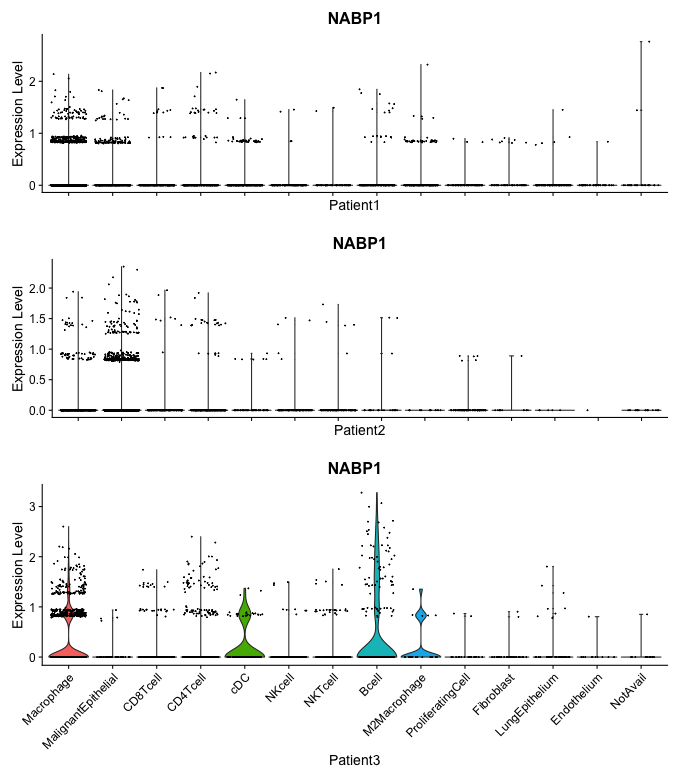 NABP1
Expression Level
2
1
0
Patient1
NABP1
Expression Level
2.0
1.5
1.0
0.5
0.0
Patient2
NABP1
Expression Level
3
2
1
0
Macrophage
MalignantEpithelial
CD8Tcell
CD4Tcell
cDC
NKcell
NKTcell
Bcell
M2Macrophage
ProliferatingCell
Fibroblast
LungEpithelium
Endothelium
NotAvail
Patient3